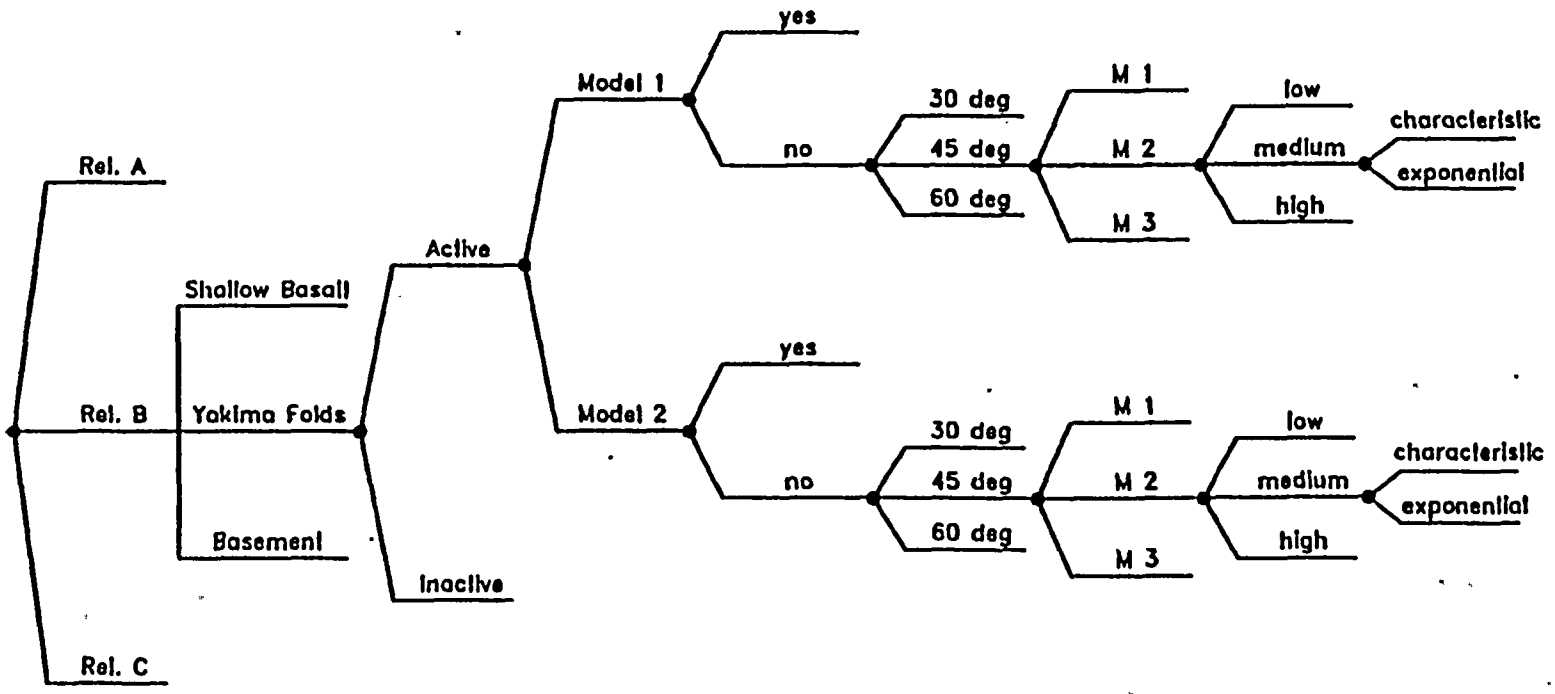 yes
Model 1
M 1
low
30 deg
characteristic
no
45 deg
M 2
medium
Rel. A
exponential
60 deg
high
M 3
Active
Shallow Basalt
yes
Rel. B
Yakima Folds
Model 2
M 1
low
30 deg
characteristic
no
45 deg
M 2
medium
exponential
60 deg
high
Basement
M 3
Inactive
Rel. C